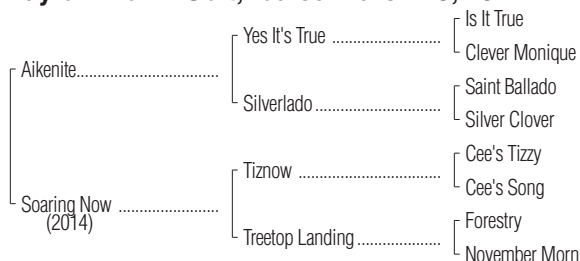 Is It True
Yes It's True ........................
Clever Monique
Aikenite................................
Saint Ballado
Silverlado ............................
Silver Clover
Cee's Tizzy
Tiznow ................................
Cee's Song
Soaring Now ......................
(2014)
Forestry
Treetop Landing ..................
November Morn